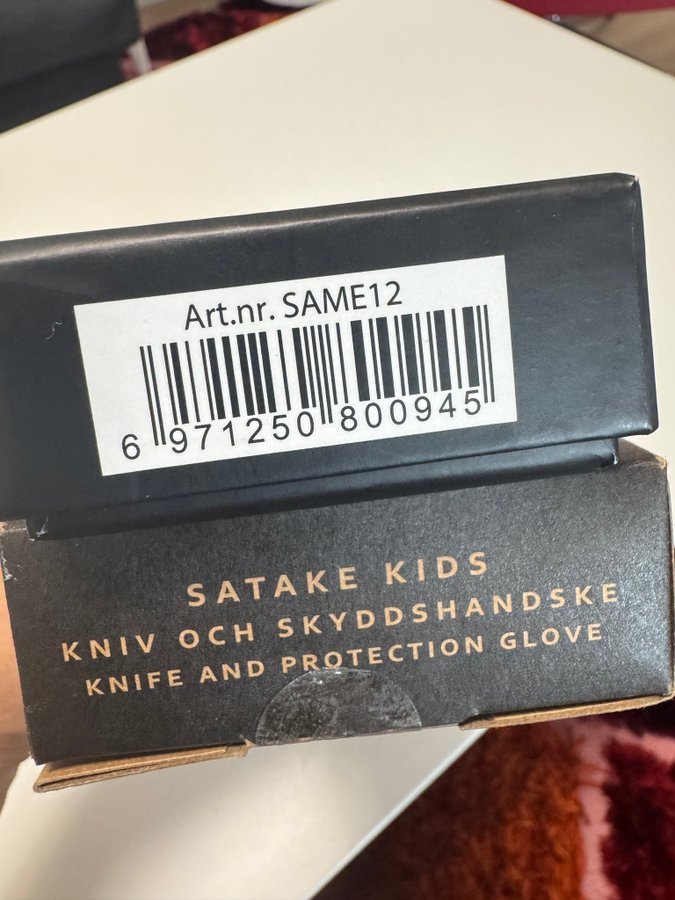 Art.nr. SAME12
6 971250 800945
SATAKE KIDS
KNIV OCH SKYDDSHANDSKE
KNIFE AND PROTECTION GLOVE